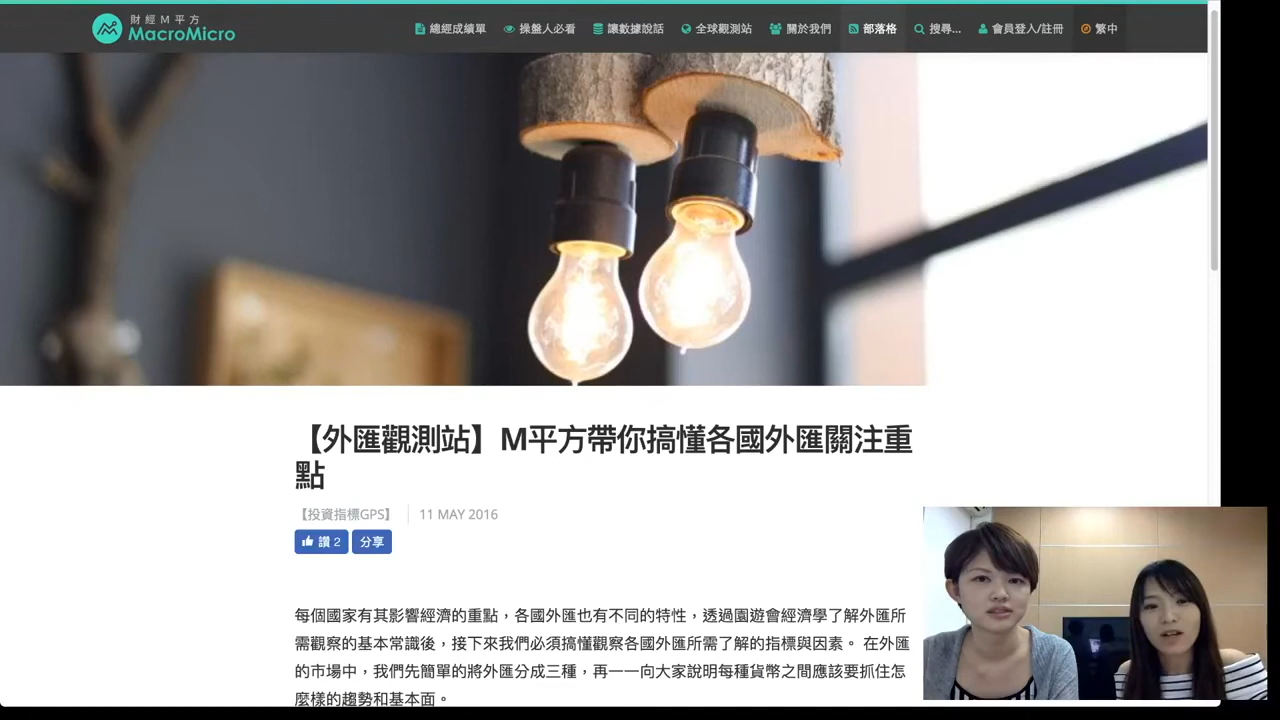 財經M平方
MacroMicro
總經成績單
操盤人必看
讓數據說話
全球觀測站
關於我們
部落格
搜尋...
會員登入/註冊
繁中
【外匯觀測站】M平方帶你搞懂各國外匯關注重
點
【投資指標GPS】
11 MAY 2016
讚 2
分享
每個國家有其影響經濟的重點，各國外匯也有不同的特性，透過園遊會經濟學了解外匯所
需觀察的基本常識後，接下來我們必須搞懂觀察各國外匯所需了解的指標與因素。 在外匯
的市場中，我們先簡單的將外匯分成三種，再一一向大家說明每種貨幣之間應該要抓住怎
麼樣的趨勢和基本面。